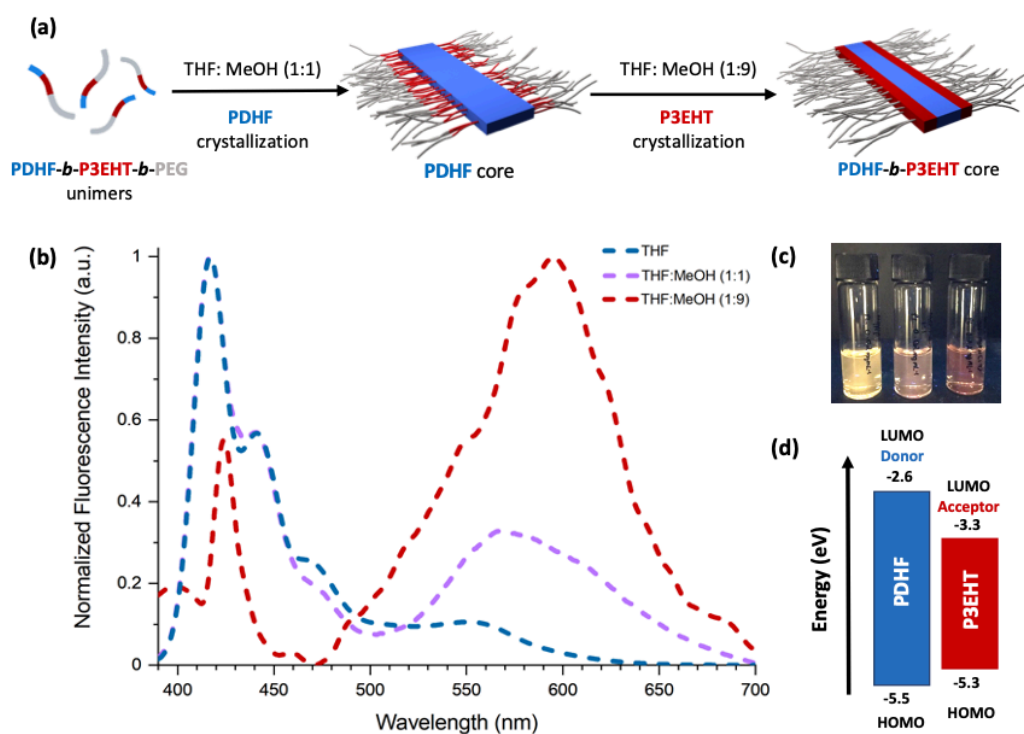 (a)
THF: MeOH (1:1)
PDHF
crystallization
THF: MeOH (1:9)
P3EHT
crystallization
PDHF-b-P3EHT-b-PEG
unimers
PDHF core
PDHF-b-P3EHT core
(b)
Normalized Fluorescence Intensity (a.u.)
1
0.8
0.6
0.4
0.2
0
400
450
500
550
600
650
700
Wavelength (nm)
THF
THF:MeOH (1:1)
THF:MeOH (1:9)
(c)
(d)
Energy (eV)
LUMO
Donor
-2.6
PDHF
-5.5
HOMO
LUMO
Acceptor
-3.3
P3EHT
-5.3
HOMO